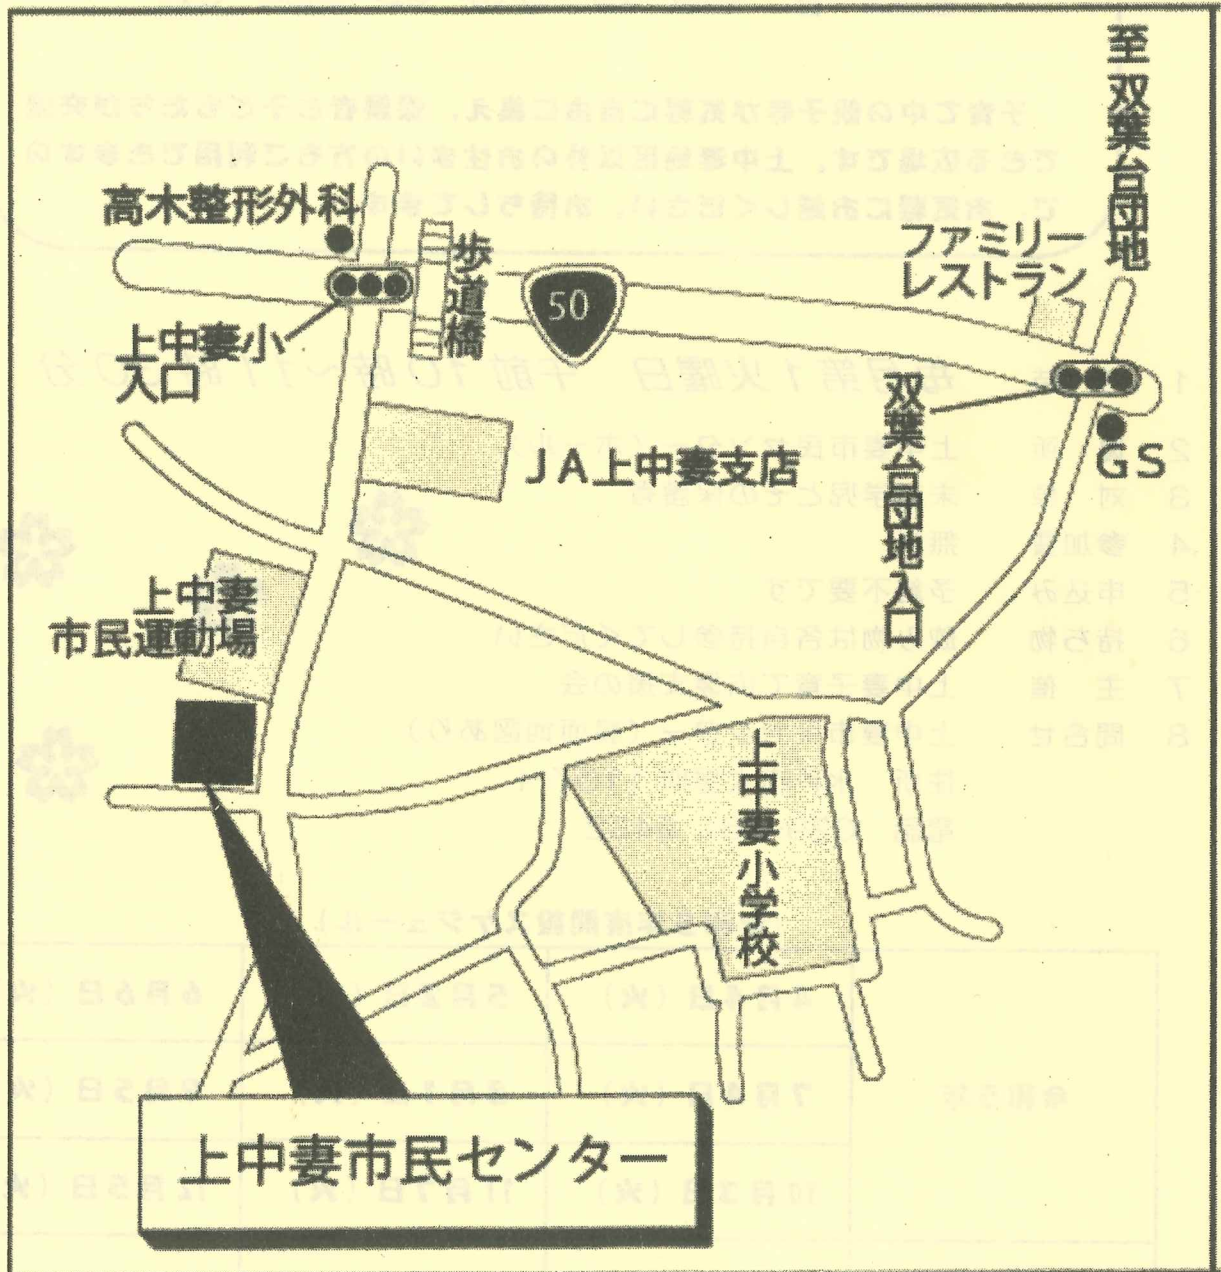 至 双葉台団地
高木整形外科
歩道橋
ファミリー
レストラン
50
上中妻小
入口
双葉台団地入口
GS
JA上中妻支店
上中妻
市民運動場
上中妻小学校
上中妻市民センター